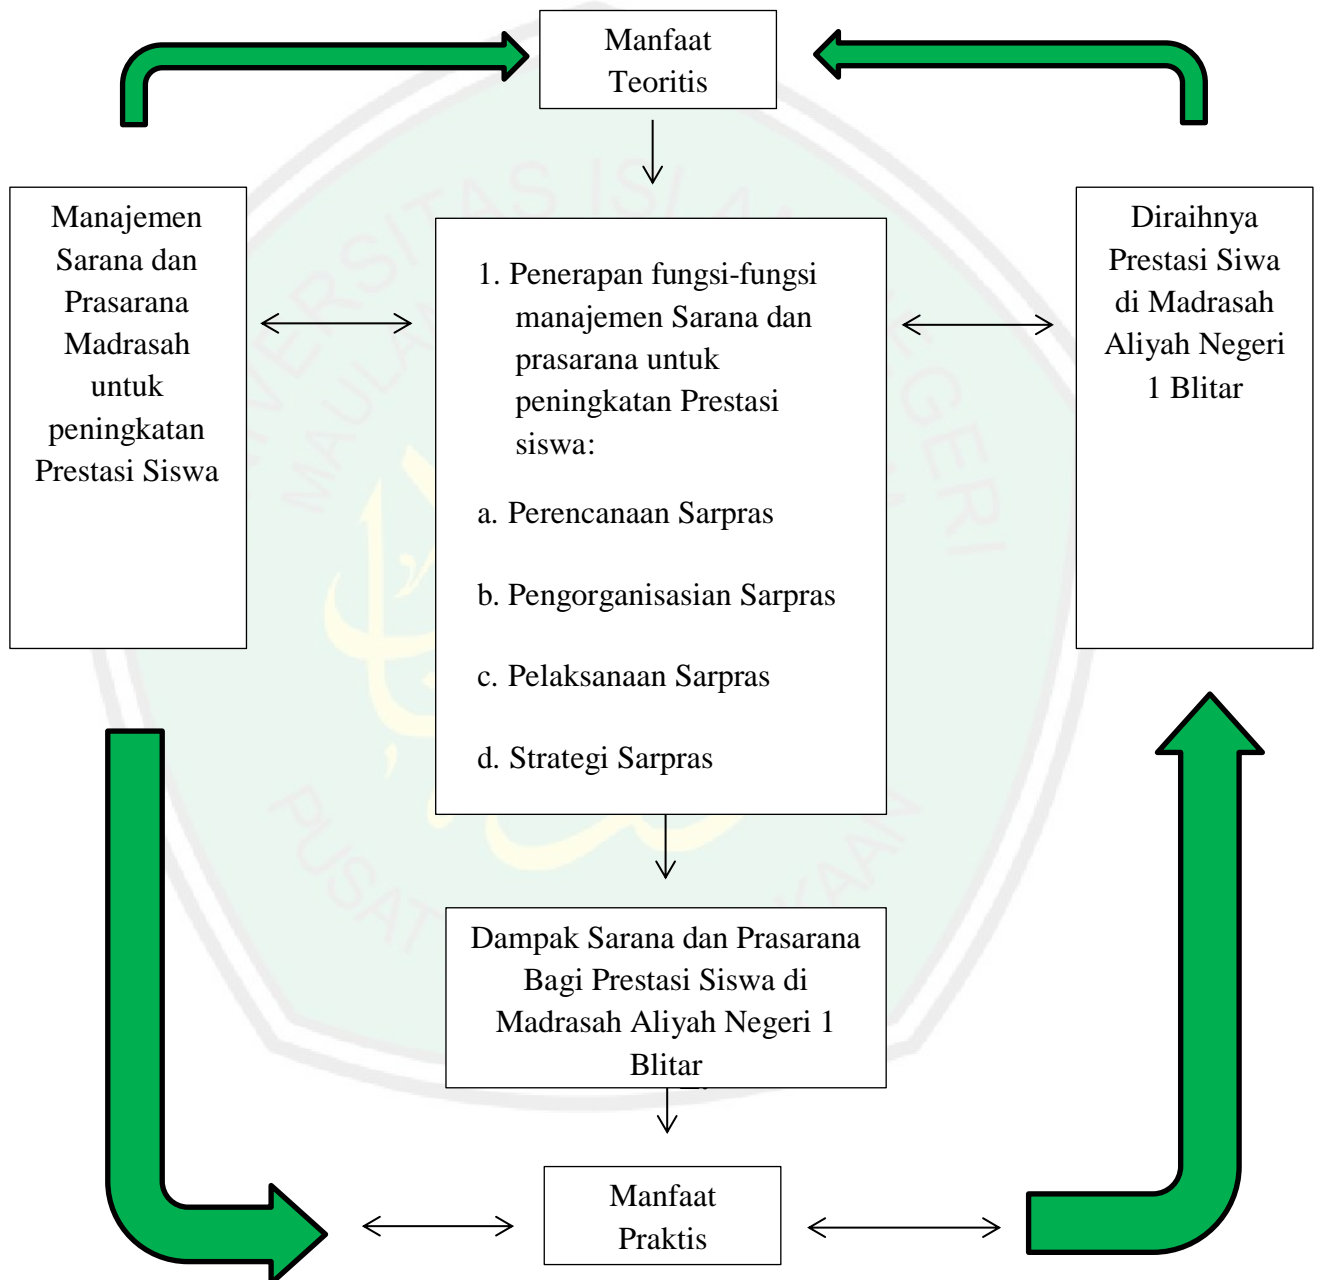 Manfaat
Teoritis
Manajemen
Sarana dan
Prasarana
Madrasah
untuk
peningkatan
Prestasi Siswa
1. Penerapan fungsi-fungsi
manajemen Sarana dan
prasarana untuk
peningkatan Prestasi
siswa:
a. Perencanaan Sarpras
b. Pengorganisasian Sarpras
c. Pelaksanaan Sarpras
d. Strategi Sarpras
Diraihnya
Prestasi Siwa
di Madrasah
Aliyah Negeri
1 Blitar
Dampak Sarana dan Prasarana
Bagi Prestasi Siswa di
Madrasah Aliyah Negeri 1
Blitar
Manfaat
Praktis